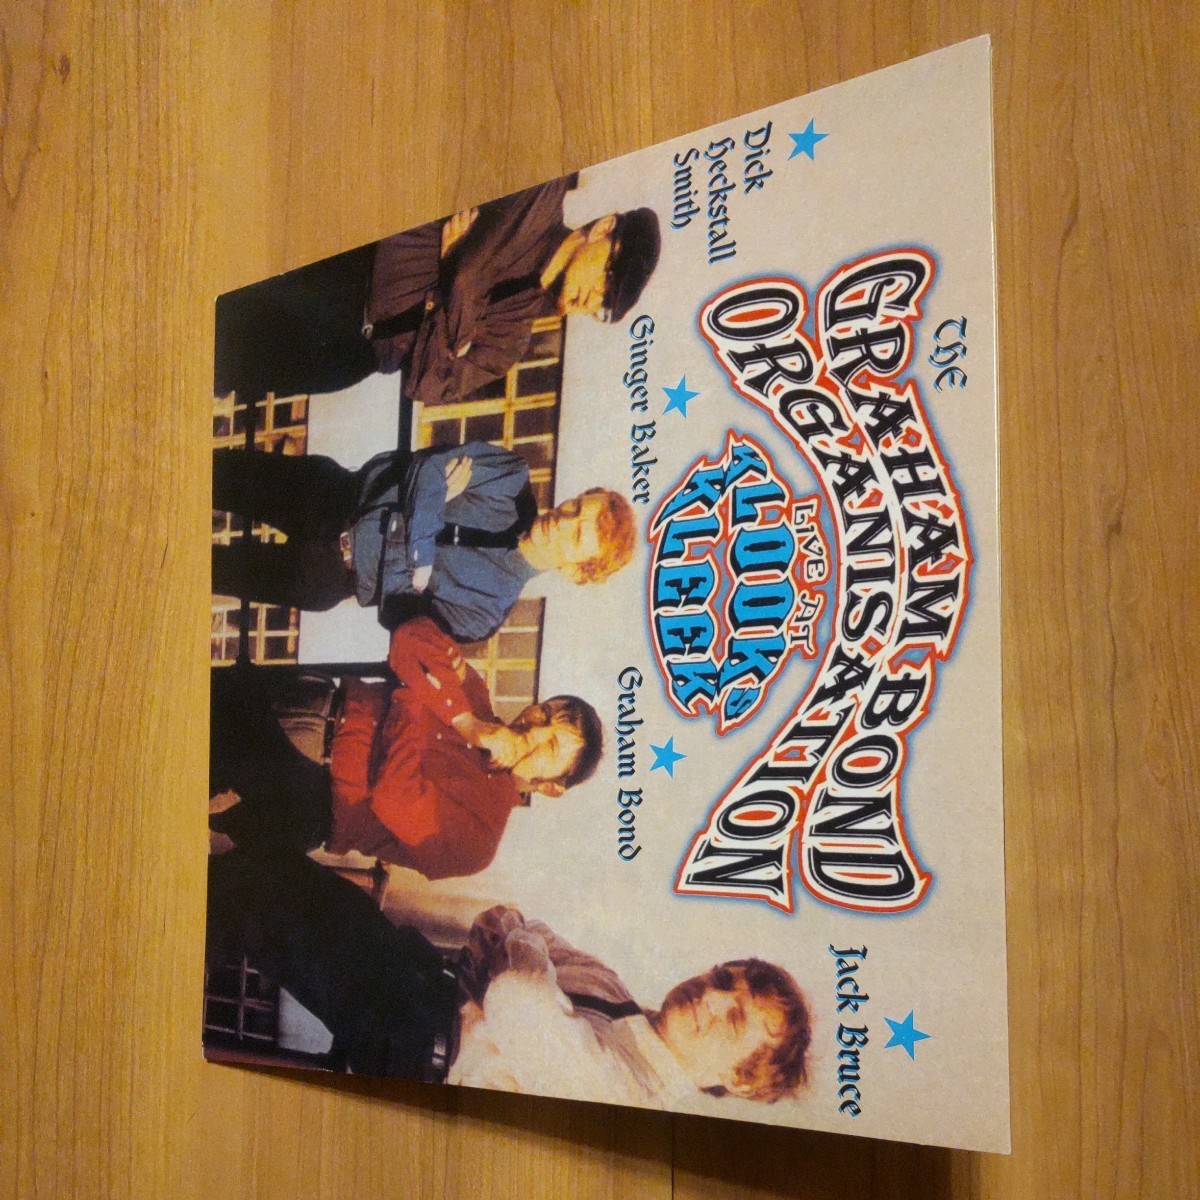 THE
GRAHAM BOND
ORGANISATION
LIVE AT
KLOOKS
KLEEK
Dick
Heckstall
Smith
Ginger Baker
Graham Bond
Jack Bruce